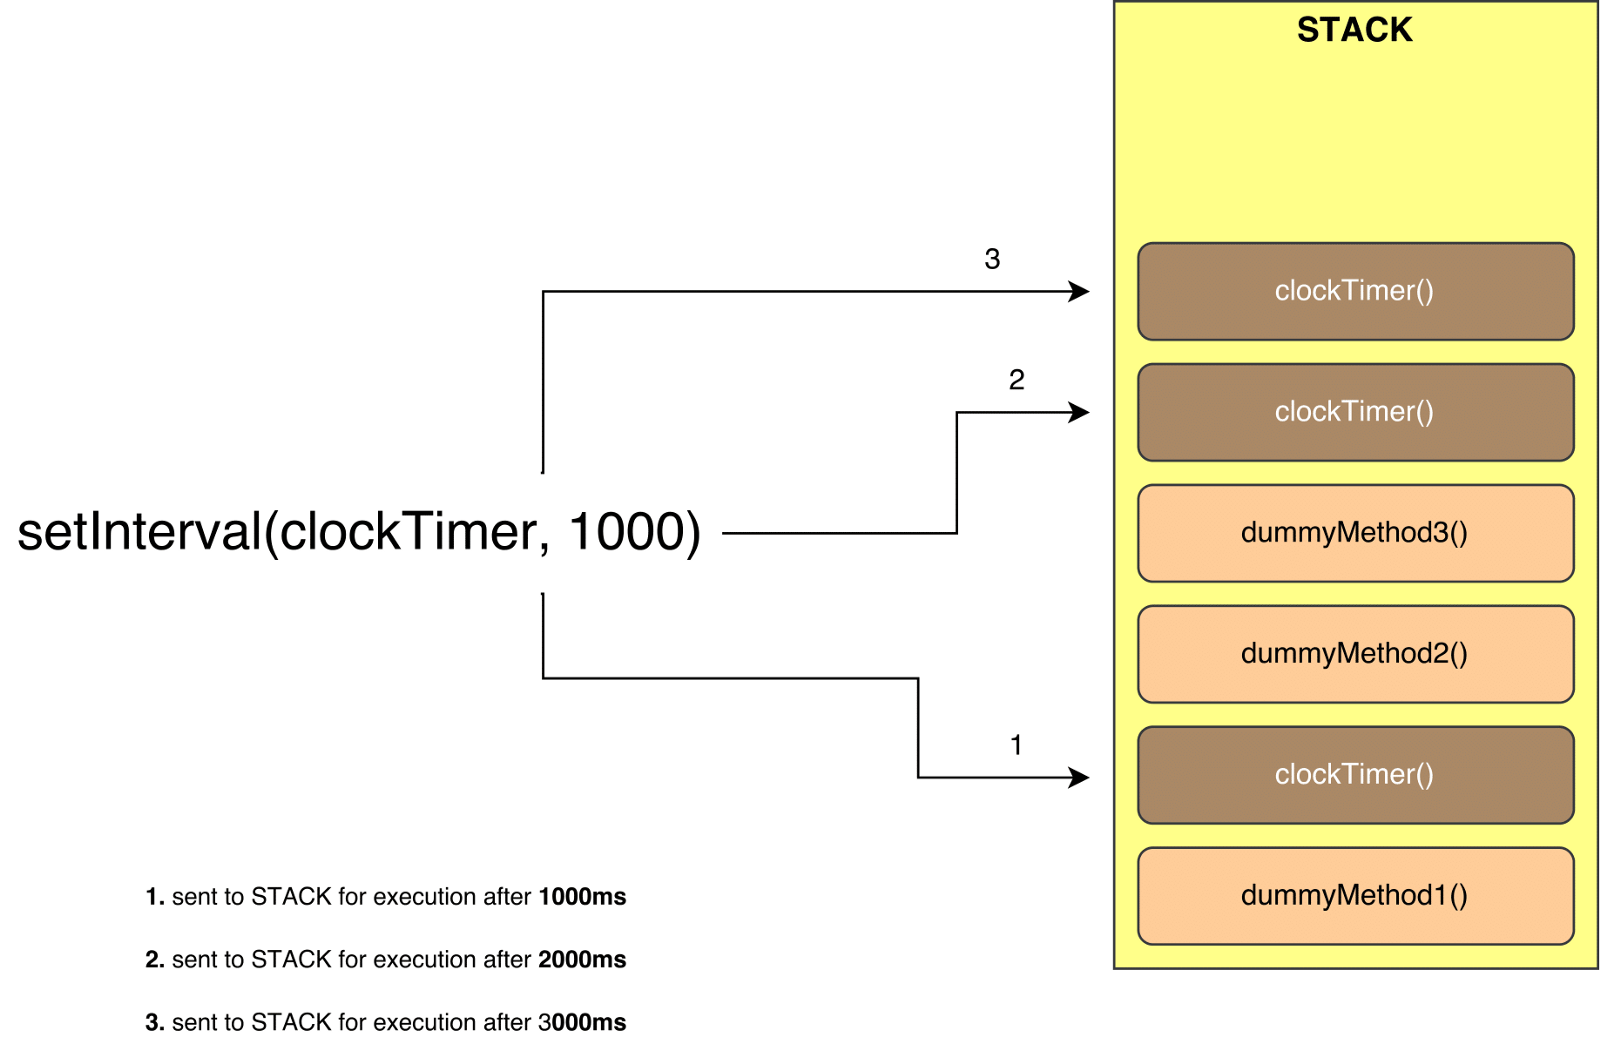 STACK
3
clockTimer()
2
clockTimer()
setInterval(clockTimer, 1000)
dummyMethod3()
dummyMethod2()
1
clockTimer()
dummyMethod1()
1. sent to STACK for execution after 1000ms
2. sent to STACK for execution after 2000ms
3. sent to STACK for execution after 3000ms